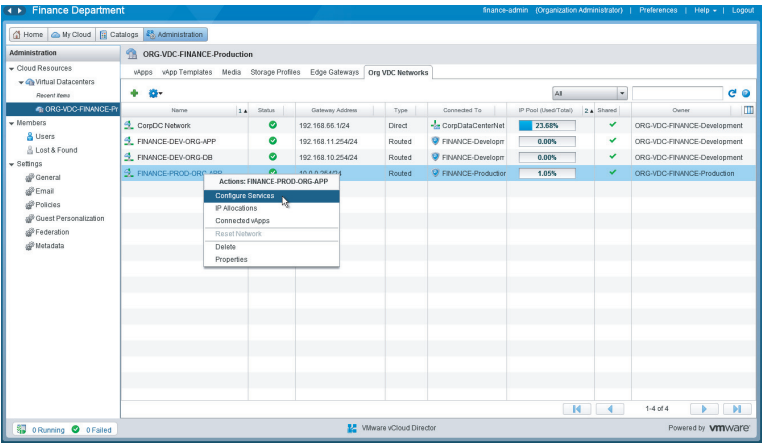 Finance Department
finance-admin (Organization Administrator) | Preferences | Help | Logout
Home My Cloud Catalogs Administration
Administration
ORG-VDC-FINANCE-Production
Cloud Resources
Virtual Datacenters
Recent Items
ORG-VDC-FINANCE-Pr
Members
Users
Lost & Found
Settings
General
Email
Policies
Guest Personalization
Federation
Metadata
vApps vApp Templates Media Storage Profiles Edge Gateways Org VDC Networks
All
Name 1 Status Gateway Address Type Connected To IP Pool (Used/Total) 2 Shared Owner
CorpDC Network 192.168.66.1/24 Direct CorpDataCenterNet 23.68% ORG-VDC-FINANCE-Development
FINANCE-DEV-ORG-APP 192.168.11.254/24 Routed FINANCE-Developm 0.00% ORG-VDC-FINANCE-Development
FINANCE-DEV-ORG-DB 192.168.10.254/24 Routed FINANCE-Developm 0.00% ORG-VDC-FINANCE-Development
FINANCE-PROD-ORG-APP 10.0.0.254/24 Routed FINANCE-Production 1.05% ORG-VDC-FINANCE-Production
Actions: FINANCE-PROD-ORG-APP
Configure Services
IP Allocations
Connected vApps
Reset Network
Delete
Properties
1-4 of 4
0 Running 0 Failed
VMware vCloud Director
Powered by vmware